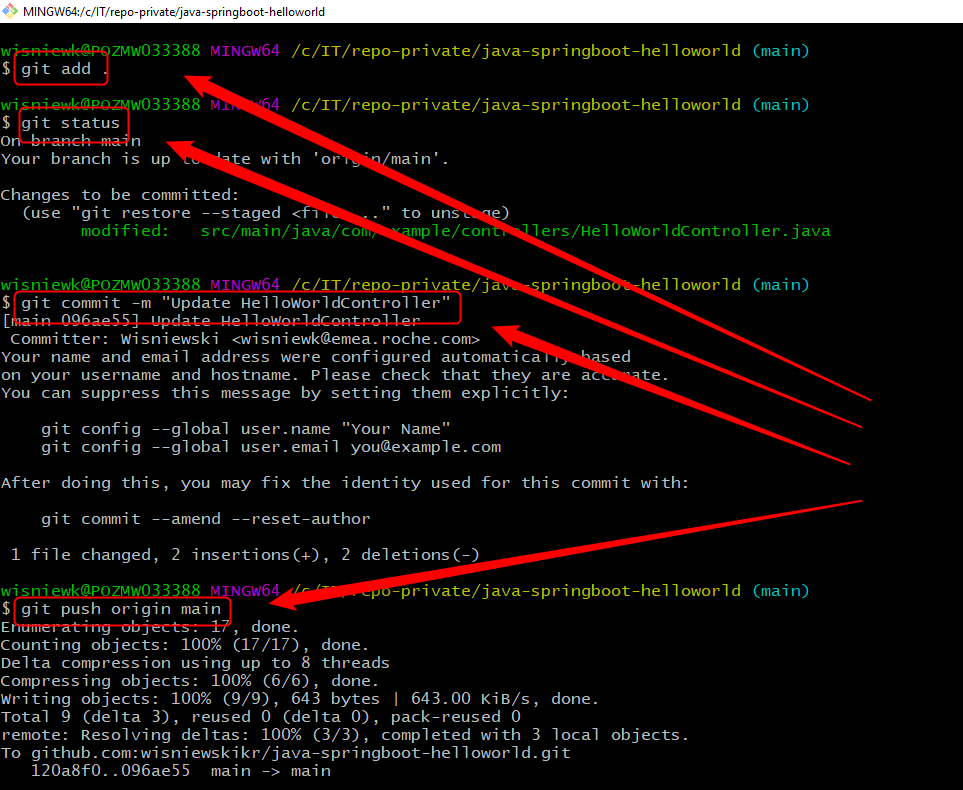 MINGW64:/c/IT/repo-private/java-springboot-helloworld
wisniewk@POZMW033388 MINGW64 /c/IT/repo-private/java-springboot-helloworld (main)
$ git add .
wisniewk@POZMW033388 MINGW64 /c/IT/repo-private/java-springboot-helloworld (main)
$ git status
On branch main
Your branch is up to date with 'origin/main'.
Changes to be committed:
(use "git restore --staged <file>..." to unstage)
modified: src/main/java/com/example/controllers/HelloWorldController.java
wisniewk@POZMW033388 MINGW64 /c/IT/repo-private/java-springboot-helloworld (main)
$ git commit -m "Update HelloWorldController"
[main 096ae55] Update HelloWorldController
Committer: Wisniewski <wisniewk@emea.roche.com>
Your name and email address were configured automatically based
on your username and hostname. Please check that they are accurate.
You can suppress this message by setting them explicitly:
git config --global user.name "Your Name"
git config --global user.email you@example.com
After doing this, you may fix the identity used for this commit with:
git commit --amend --reset-author
1 file changed, 2 insertions(+), 2 deletions(-)
wisniewk@POZMW033388 MINGW64 /c/IT/repo-private/java-springboot-helloworld (main)
$ git push origin main
Enumerating objects: 17, done.
Counting objects: 100% (17/17), done.
Delta compression using up to 8 threads
Compressing objects: 100% (6/6), done.
Writing objects: 100% (9/9), 643 bytes | 643.00 KiB/s, done.
Total 9 (delta 3), reused 0 (delta 0), pack-reused 0
remote: Resolving deltas: 100% (3/3), completed with 3 local objects.
To github.com:wisniewskikr/java-springboot-helloworld.git
120a8f0..096ae55 main -> main